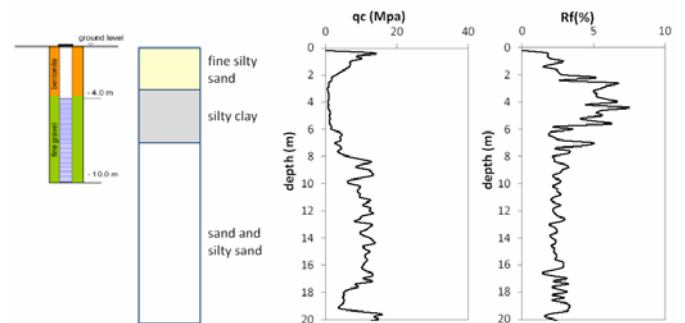 ground level
bentonite
- 4.0 m
fine gravel
- 10.0 m
fine silty
sand
silty clay
sand and
silty sand
qc (Mpa)
0 20 40
depth (m)
0
2
4
6
8
10
12
14
16
18
20
Rf(%)
0 5 10
depth (m)
0
2
4
6
8
10
12
14
16
18
20